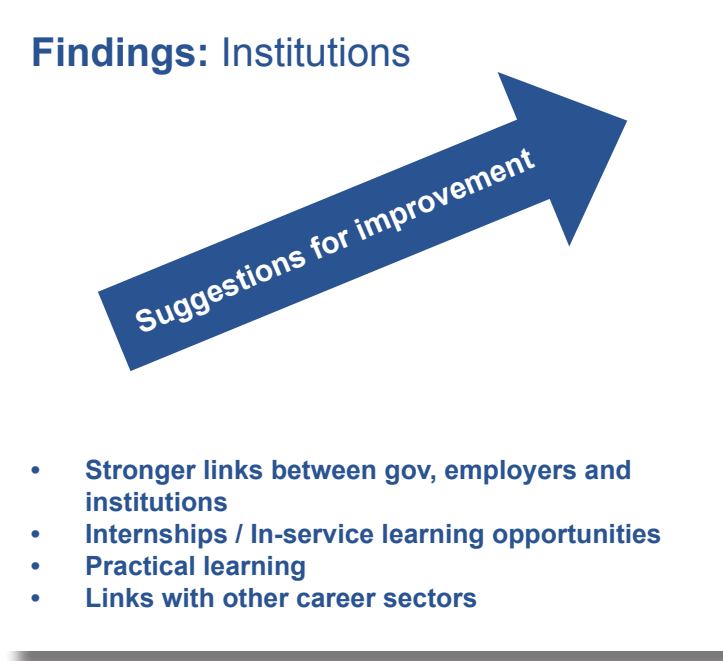 Findings: Institutions
Suggestions for improvement
• Stronger links between gov, employers and
institutions
• Internships / In-service learning opportunities
• Practical learning
• Links with other career sectors